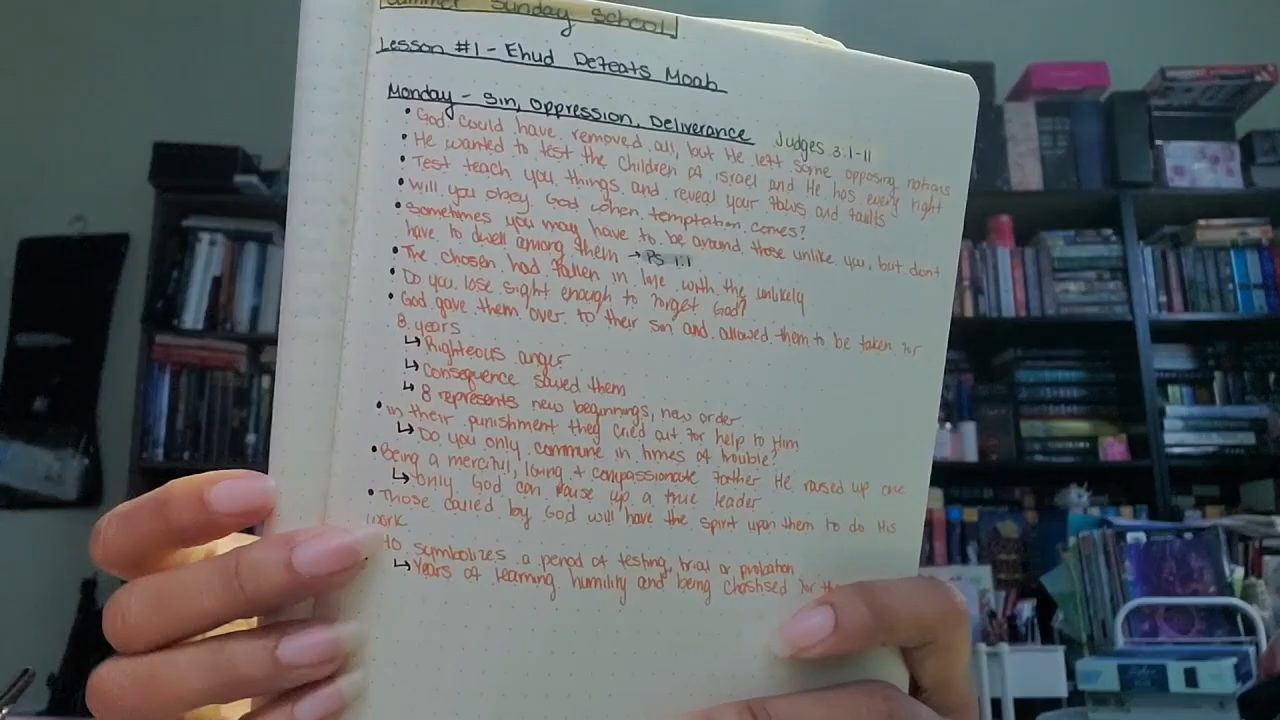 Summer Sunday School
Lesson #1 - Ehud Defeats Moab
Monday - Sin, Oppression, Deliverance Judges 3:1-11
• God could have removed all, but He left some opposing nations
• He wanted to test the Children of Israel and He has every right
• Test teach you things and reveal your flaws and faults
• Will you obey God when temptation comes?
• Sometimes you may have to be around those unlike you, but dont
have to dwell among them → Ps 1:1
• The chosen had fallen in love with the unlikely
• Do you lose sight enough to forget God?
• God gave them over to their sin and allowed them to be taken for
8 years
↳ Righteous anger
↳ Consequence saved them
↳ 8 represents new beginnings, new order
• in their punishment they cried out for help to Him
↳ Do you only commune in times of trouble?
• Being a merciful, loving + compassionate Father He raised up one
↳ only God can raise up a true leader
• Those called by God will have the spirit upon them to do His
work
• 40 symbolizes a period of testing, trial or probation
↳ Years of learning humility and being chastised for